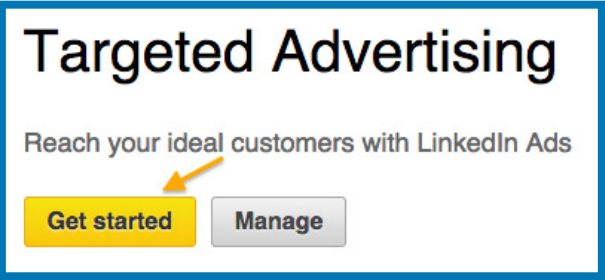 Targeted Advertising
Reach your ideal customers with LinkedIn Ads
Get started Manage